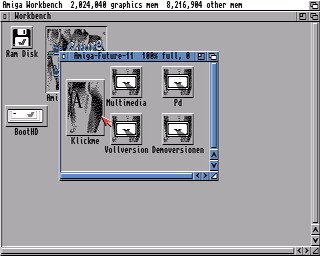 Amiga Workbench 2,024,040 graphics mem 8,216,904 other mem
Workbench
Amiga-Future-11 100% full, 0
Ram Disk
Ami
Multimedia
Pd
BootHD
A
Klickme
Vollversion
Demoversionen